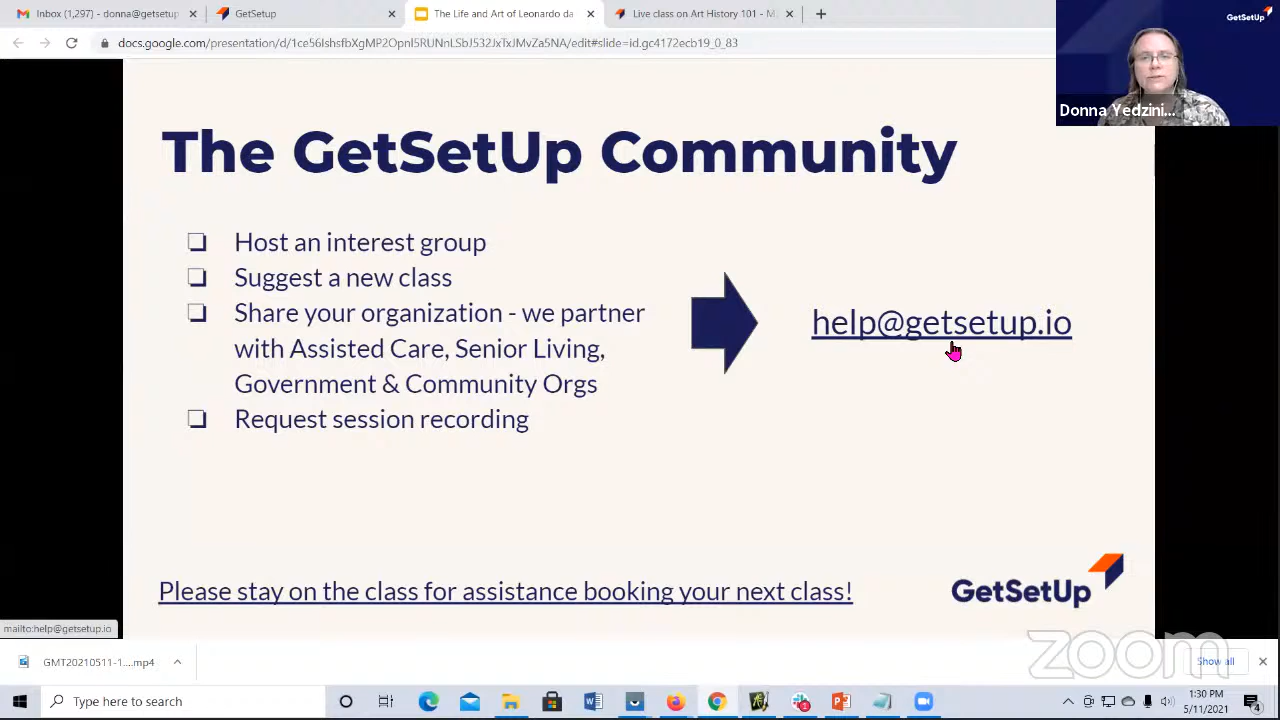 Inbox (1,297) - donna@getsetup
GetSetUp
The Life and Art of Leonardo da
Live class on Art History 101 - M
docs.google.com/presentation/d/1ce56IshsfbXgMP2OpnI5RUNnUxU532JxTxJMvZa5NA/edit#slide=id.gc4172ecb19_0_83
GetSetUp
Donna Yedzini...
The GetSetUp Community
Host an interest group
Suggest a new class
Share your organization - we partner
with Assisted Care, Senior Living,
Government & Community Orgs
Request session recording
help@getsetup.io
Please stay on the class for assistance booking your next class!
GetSetUp
mailto:help@getsetup.io
zoom
GMT20210511-1....mp4
Show all
Type here to search
1:30 PM
5/11/2021
4